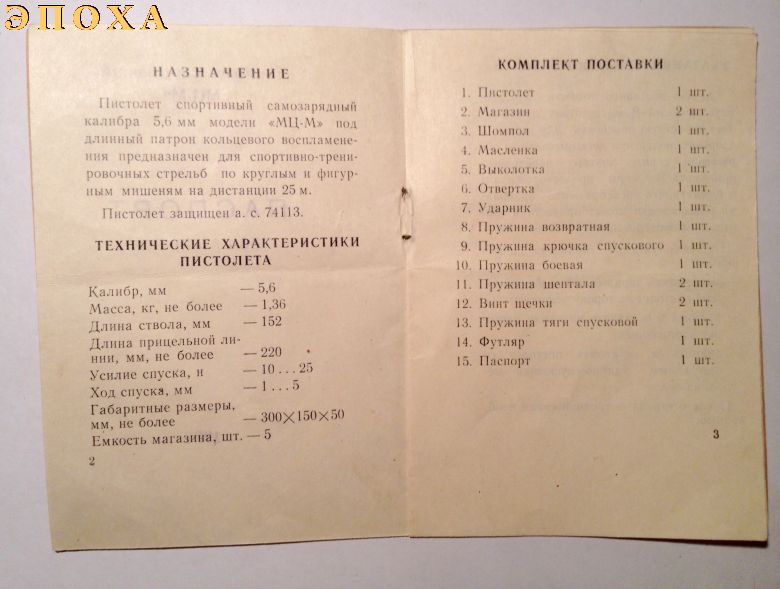 ЭПОХА
НАЗНАЧЕНИЕ
Пистолет спортивный самозарядный
калибра 5,6 мм модели «МЦ-М» под
длинный патрон кольцевого воспламене-
ния предназначен для спортивно-трени-
ровочных стрельб по круглым и фигур-
ным мишеням на дистанции 25 м.
Пистолет защищен а. с. 74113.
ТЕХНИЧЕСКИЕ ХАРАКТЕРИСТИКИ
ПИСТОЛЕТА
Калибр, мм — 5,6
Масса, кг, не более — 1,36
Длина ствола, мм — 152
Длина прицельной ли-
нии, мм, не более — 220
Усилие спуска, н — 10 . . . 25
Ход спуска, мм — 1 . . . 5
Габаритные размеры,
мм, не более — 300×150×50
Емкость магазина, шт. — 5
2
КОМПЛЕКТ ПОСТАВКИ
1. Пистолет 1 шт.
2. Магазин 2 шт.
3. Шомпол 1 шт.
4. Масленка 1 шт.
5. Выколотка 1 шт.
6. Отвертка 1 шт.
7. Ударник 1 шт.
8. Пружина возвратная 1 шт.
9. Пружина крючка спускового 1 шт.
10. Пружина боевая 1 шт.
11. Пружина шептала 2 шт.
12. Винт щечки 2 шт.
13. Пружина тяги спусковой 1 шт.
14. Футляр 1 шт.
15. Паспорт 1 шт.
3